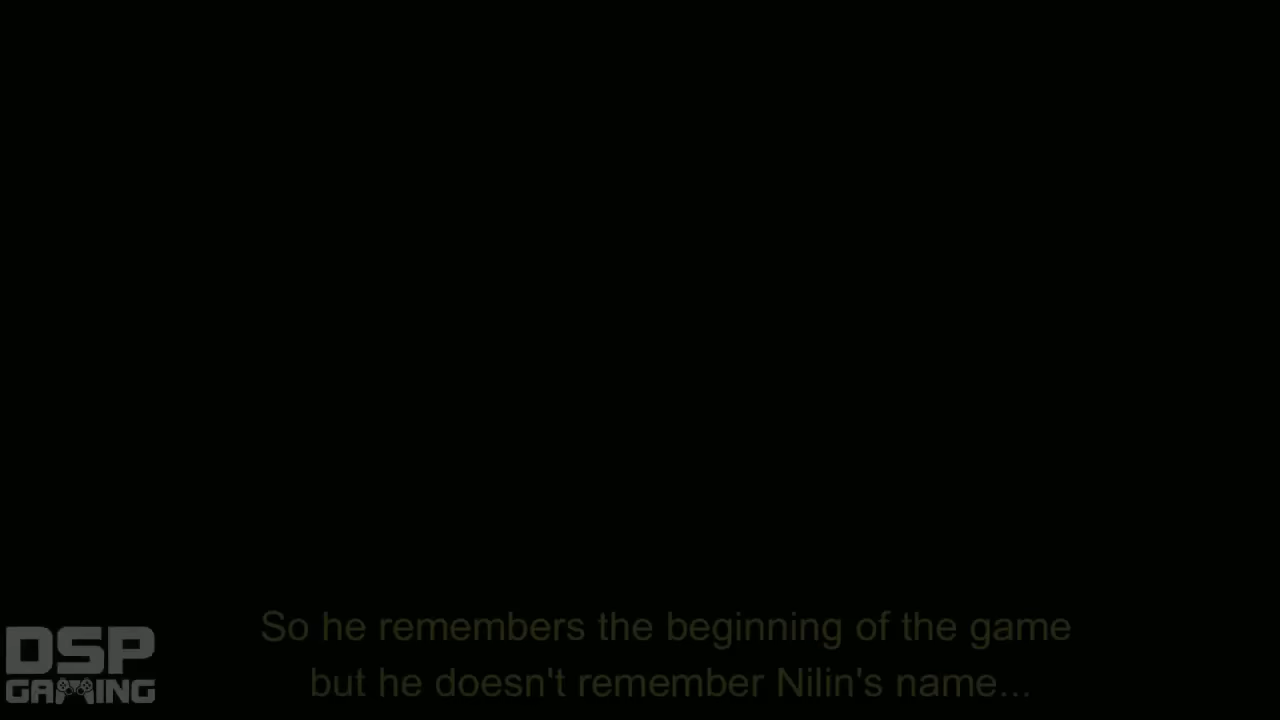 So he remembers the beginning of the game
but he doesn't remember Nilin's name...
DSP
GAMING